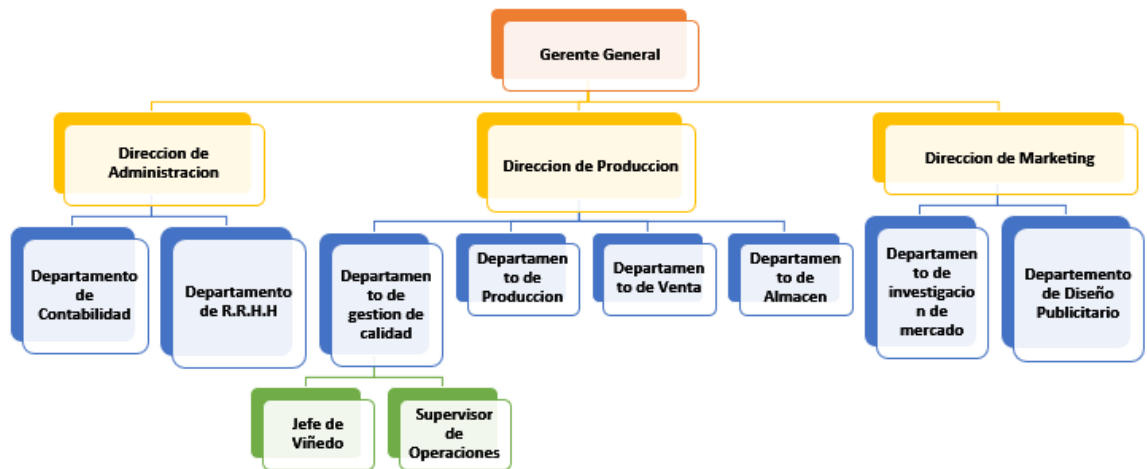 Gerente General
Direccion de
Administracion
Direccion de Produccion
Direccion de Marketing
Departamento
de
Contabilidad
Departamento
de R.R.H.H
Departamen
to de
gestion de
calidad
Departamen
to de
Produccion
Departamen
to de Venta
Departamen
to de
Almacen
Departamen
to de
investigacio
n de
mercado
Departemento
de Diseño
Publicitario
Jefe de
Viñedo
Supervisor
de
Operaciones